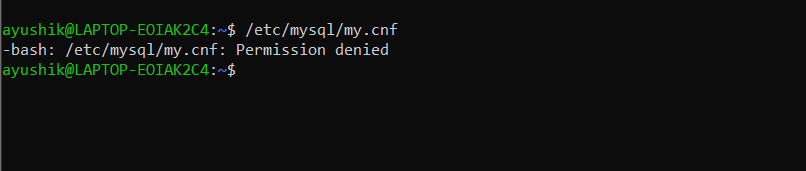 ayushik@LAPTOP-EOIAK2C4:~$ /etc/mysql/my.cnf
-bash: /etc/mysql/my.cnf: Permission denied
ayushik@LAPTOP-EOIAK2C4:~$